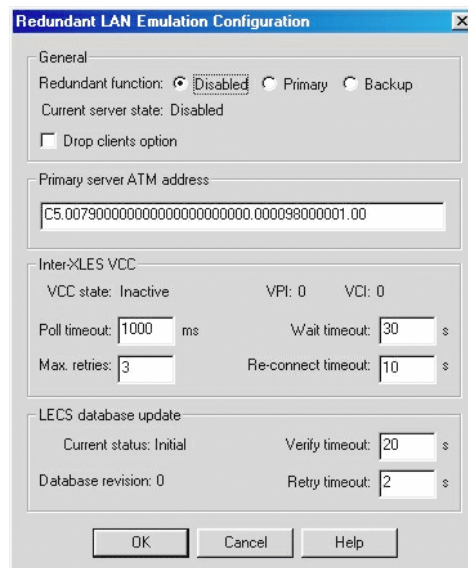 Redundant LAN Emulation Configuration
General
Redundant function: Disabled Primary Backup
Current server state: Disabled
Drop clients option
Primary server ATM address
C5.007900000000000000000000.000098000001.00
Inter-XLES VCC
VCC state: Inactive VPI: 0 VCI: 0
Poll timeout: 1000 ms Wait timeout: 30 s
Max. retries: 3 Re-connect timeout: 10 s
LECS database update
Current status: Initial Verify timeout: 20 s
Database revision: 0 Retry timeout: 2 s
OK Cancel Help